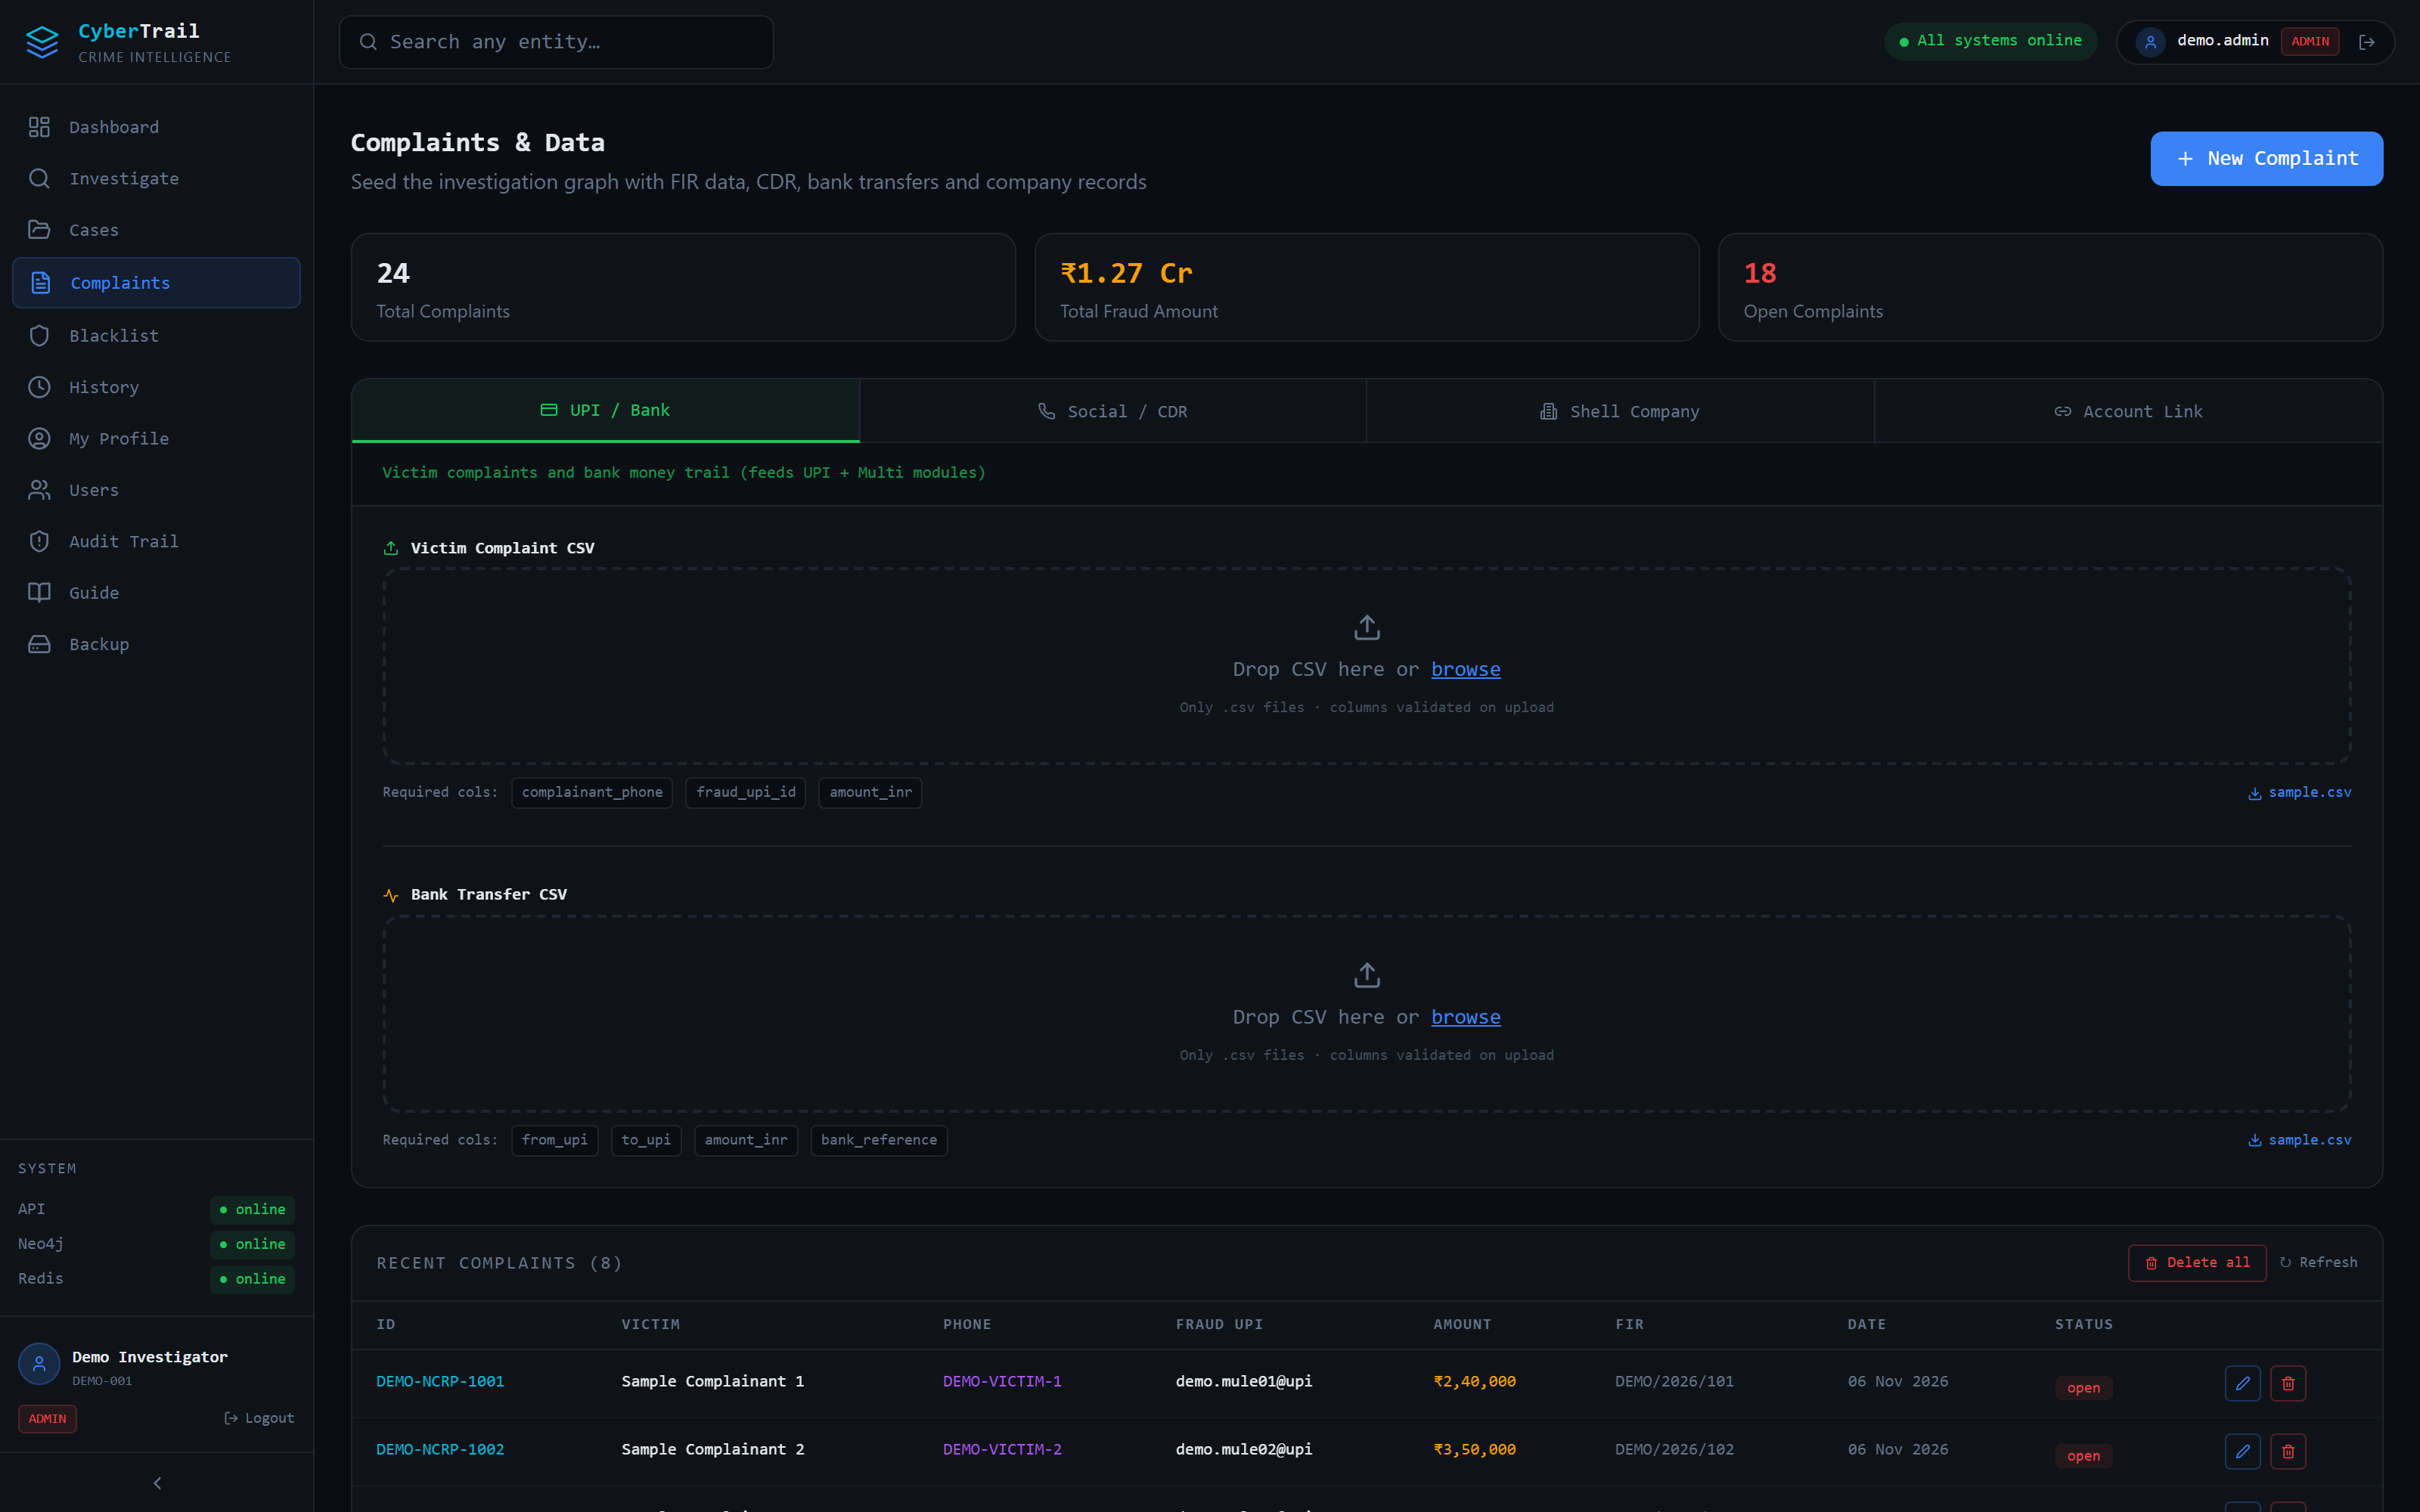 CyberTrail
CRIME INTELLIGENCE
Search any entity…
All systems online
demo.admin
ADMIN
Dashboard
Investigate
Cases
Complaints
Blacklist
History
My Profile
Users
Audit Trail
Guide
Backup
SYSTEM
API online
Neo4j online
Redis online
Demo Investigator
DEMO-001
ADMIN
Logout
Complaints & Data
Seed the investigation graph with FIR data, CDR, bank transfers and company records
+ New Complaint
24
Total Complaints
₹1.27 Cr
Total Fraud Amount
18
Open Complaints
UPI / Bank
Social / CDR
Shell Company
Account Link
Victim complaints and bank money trail (feeds UPI + Multi modules)
Victim Complaint CSV
Drop CSV here or browse
Only .csv files · columns validated on upload
Required cols: complainant_phone fraud_upi_id amount_inr
sample.csv
Bank Transfer CSV
Drop CSV here or browse
Only .csv files · columns validated on upload
Required cols: from_upi to_upi amount_inr bank_reference
sample.csv
RECENT COMPLAINTS (8)
Delete all
↻ Refresh
ID VICTIM PHONE FRAUD UPI AMOUNT FIR DATE STATUS
DEMO-NCRP-1001 Sample Complainant 1 DEMO-VICTIM-1 demo.mule01@upi ₹2,40,000 DEMO/2026/101 06 Nov 2026 open
DEMO-NCRP-1002 Sample Complainant 2 DEMO-VICTIM-2 demo.mule02@upi ₹3,50,000 DEMO/2026/102 06 Nov 2026 open